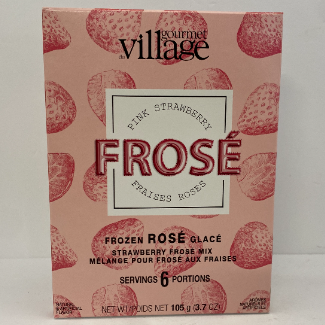 gourmet
du village
PINK STRAWBERRY
FROSÉ
FRAISES ROSES
FROZEN ROSÉ GLACÉ
STRAWBERRY FROSÉ MIX
MÉLANGE POUR FROSÉ AUX FRAISES
SERVINGS 6 PORTIONS
NET WT/POIDS NET 105 g (3.7 OZ)